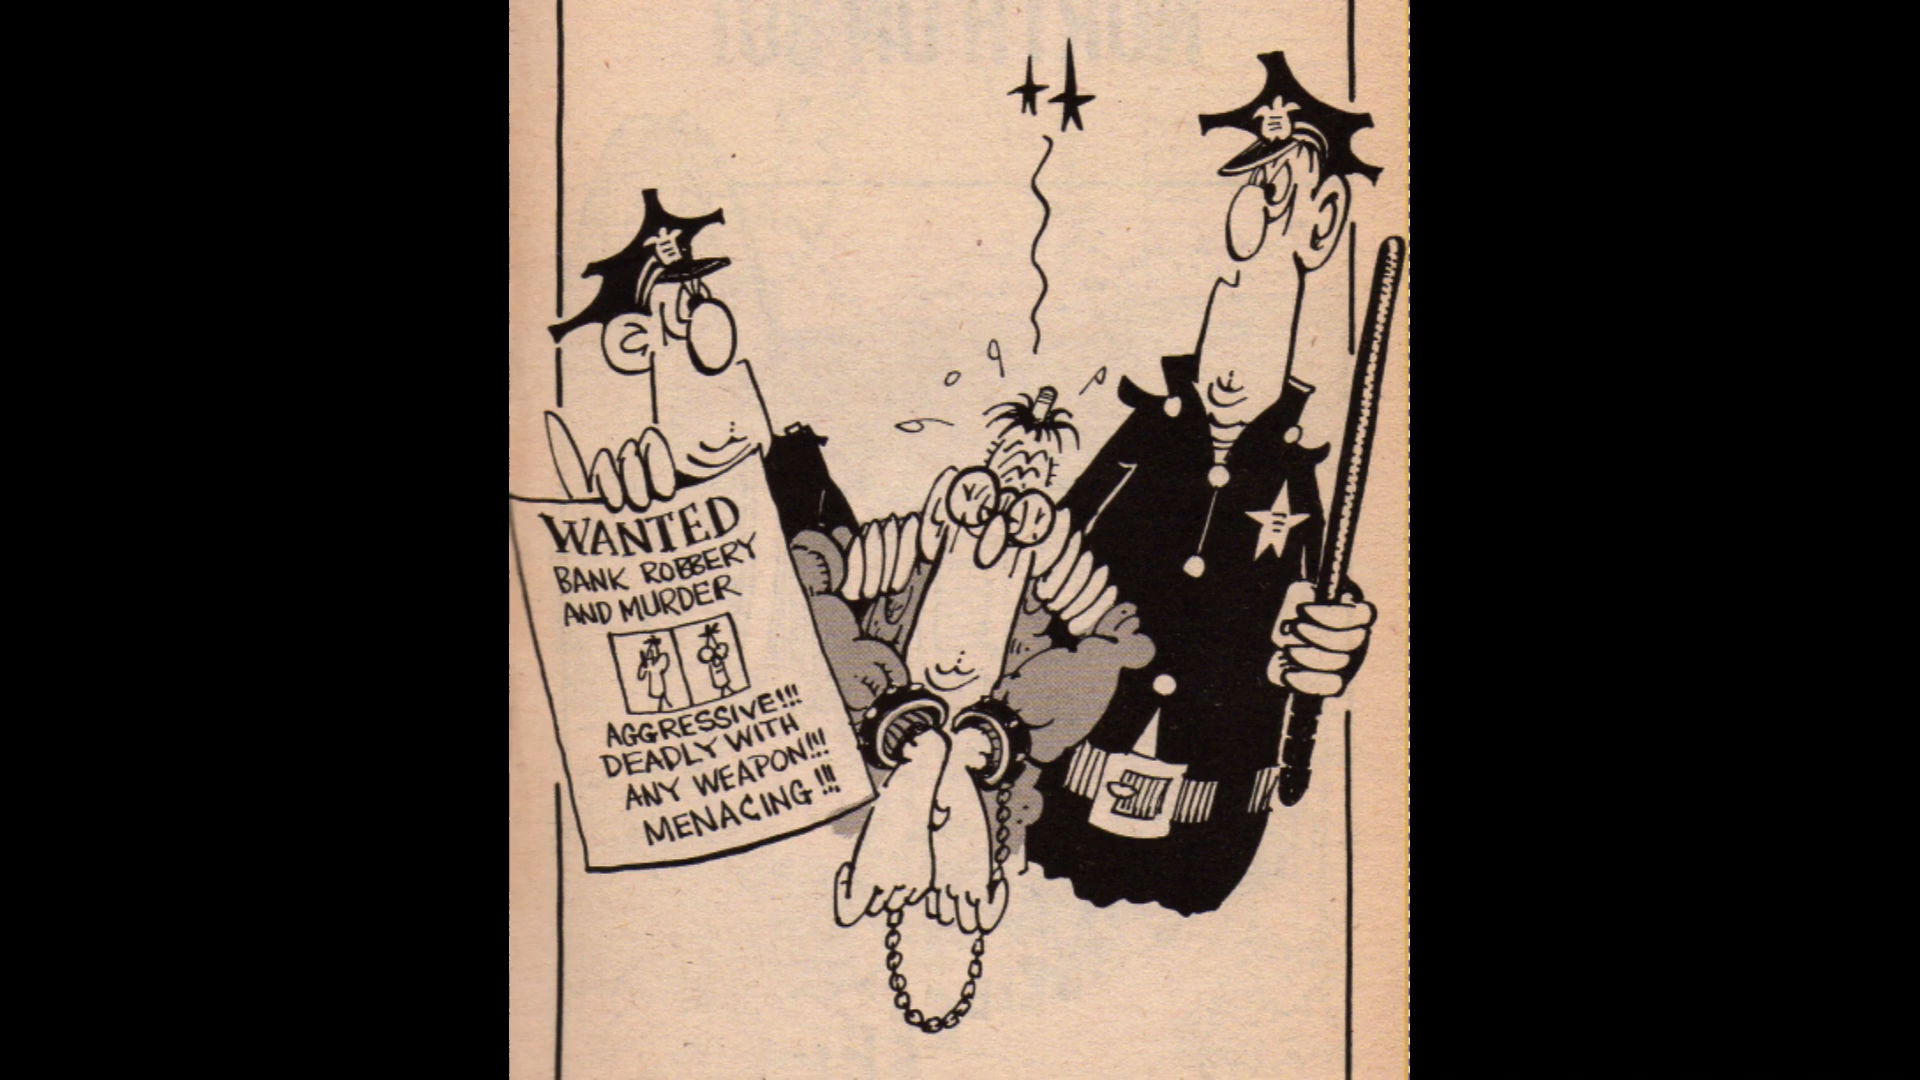 WANTED
BANK ROBBERY
AND MURDER
AGGRESSIVE!!!
DEADLY WITH
ANY WEAPON!!!
MENACING!!!